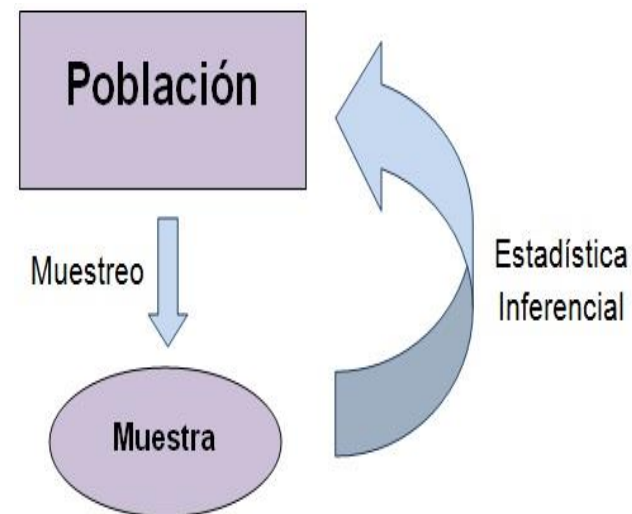 Población
Muestreo
Estadística
Inferencial
Muestra